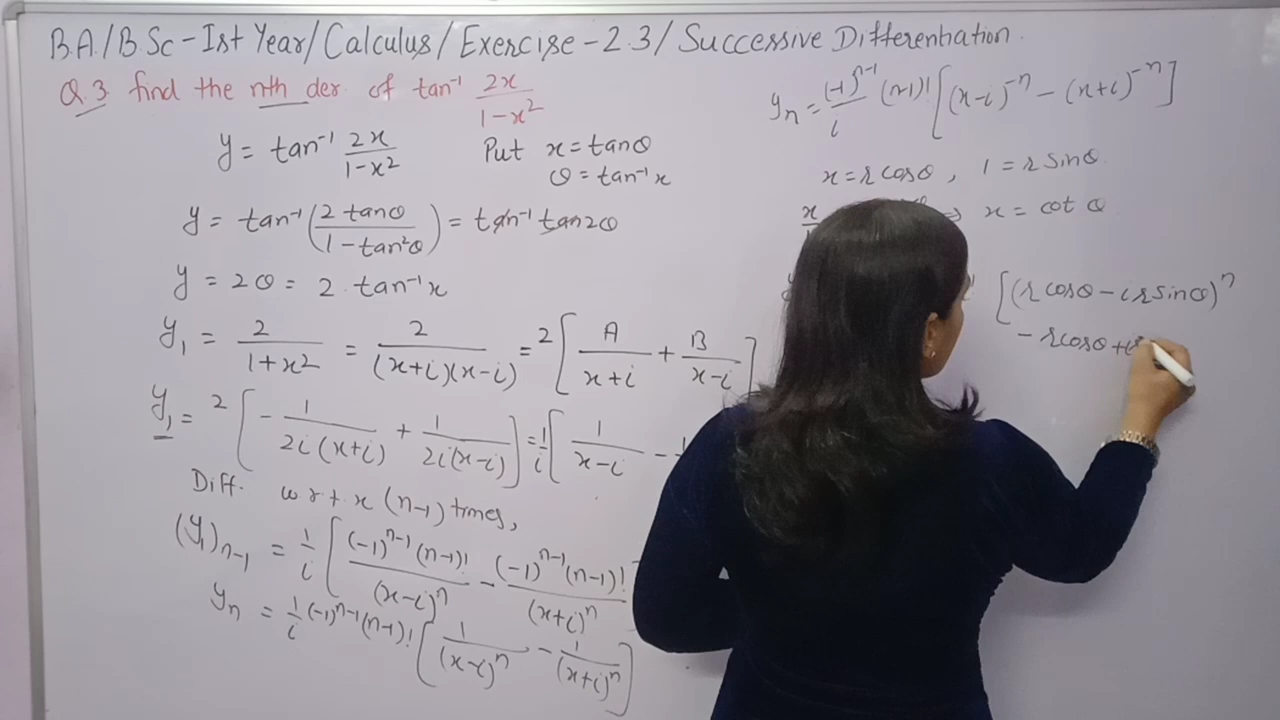 B.A/B.Sc - Ist Year/Calculus/Exercise - 2.3/Successive Differentiation.
Q.3 find the nth der of tan⁻¹ 2x/1-x²
y = tan⁻¹ 2x/1-x² Put x = tanθ
θ = tan⁻¹x
y = tan⁻¹(2 tanθ/1-tan²θ) = tan⁻¹ tan2θ
y = 2θ = 2 tan⁻¹x
y₁ = 2/1+x² = 2/(x+i)(x-i) = 2[A/x+i + B/x-i]
y₁ = 2[-1/2i(x+i) + 1/2i(x-i)] = 1/i[1/x-i -
Diff. w r t x (n-1) times,
(y₁)ₙ₋₁ = 1/i[(-1)ⁿ⁻¹(n-1)!/(x-i)ⁿ - (-1)ⁿ⁻¹(n-1)!/(x+i)ⁿ
yₙ = 1/i (-1)ⁿ⁻¹(n-1)! [1/(x-i)ⁿ - 1/(x+i)ⁿ]
yₙ = (-1)ⁿ⁻¹/i (n-1)! [(x-i)⁻ⁿ - (x+i)⁻ⁿ]
x = r cosθ, 1 = r sinθ.
x ⇒ x = cot θ
[(r cosθ - i r sinθ)ⁿ
- r cosθ + i